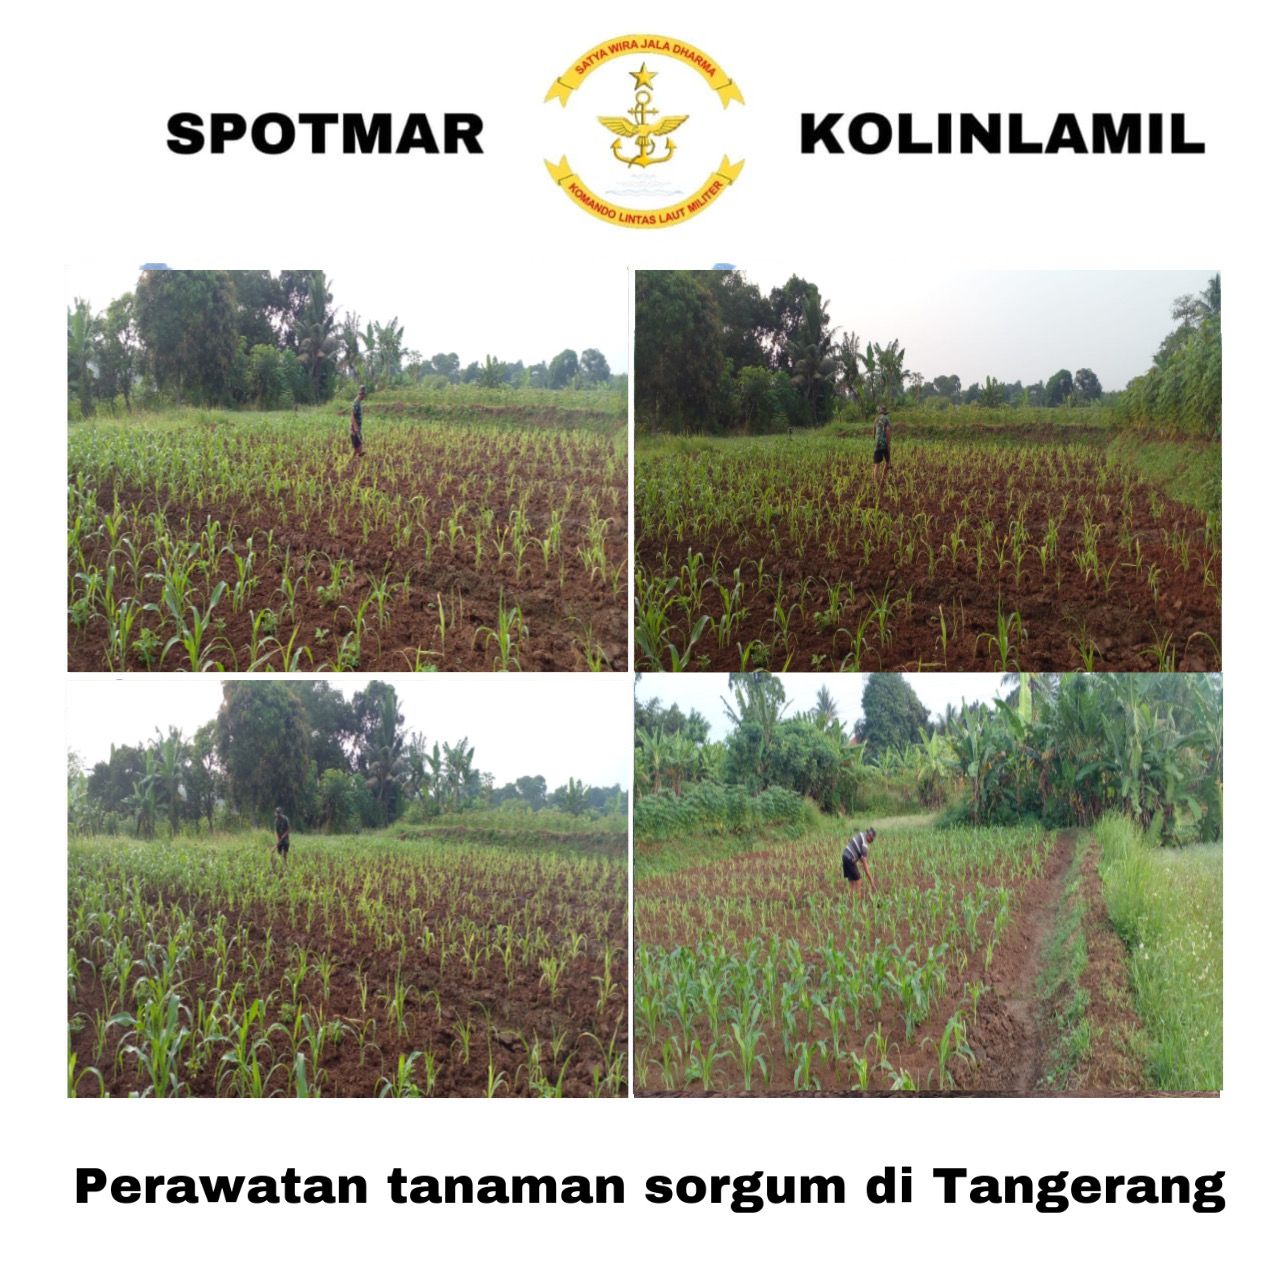 SPOTMAR
SATYA WIRA JALA DHARMA
KOMANDO LINTAS LAUT MILITER
KOLINLAMIL
Perawatan tanaman sorgum di Tangerang